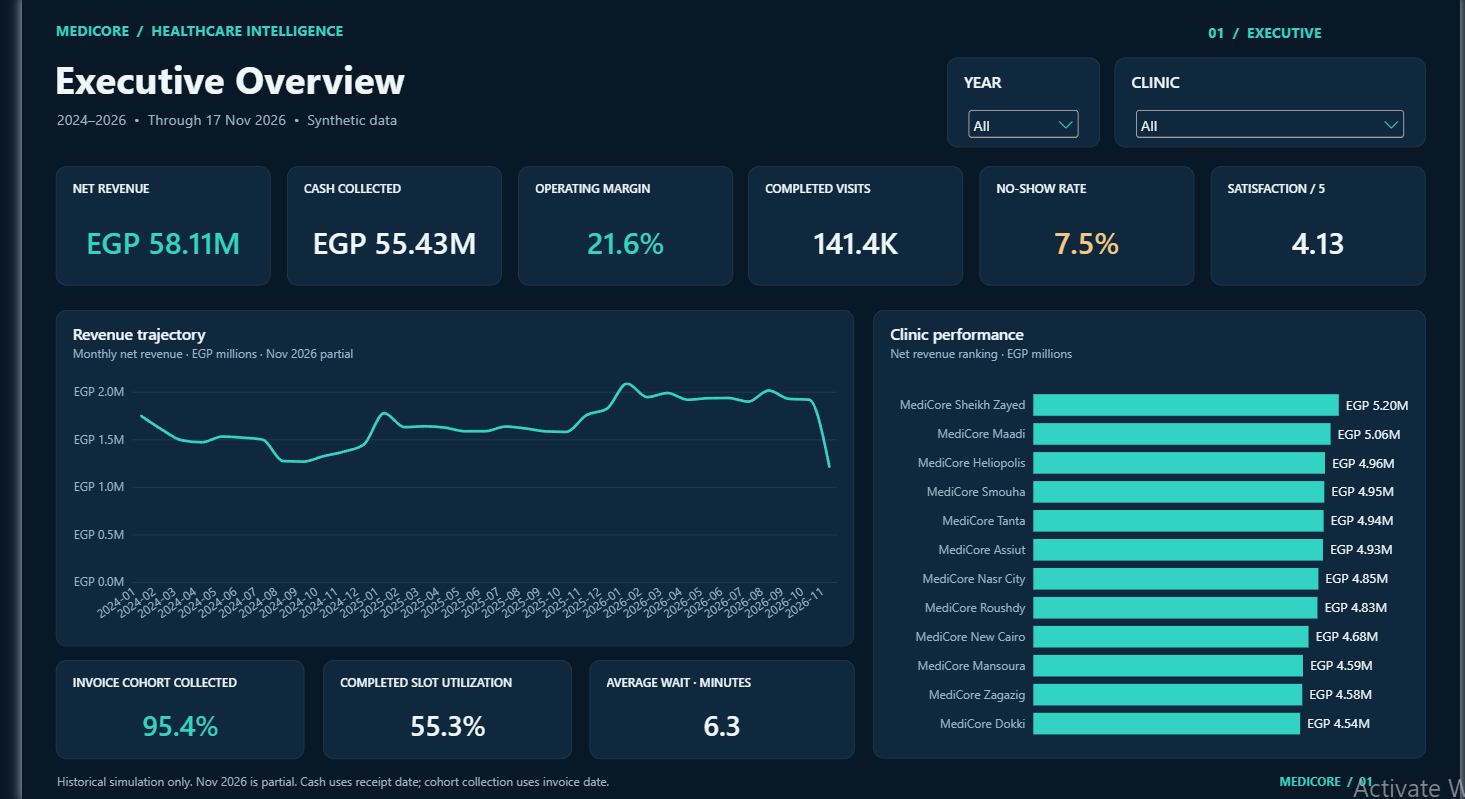 MEDICORE / HEALTHCARE INTELLIGENCE
01 / EXECUTIVE
Executive Overview
2024–2026 • Through 17 Nov 2026 • Synthetic data
YEAR
All
CLINIC
All
NET REVENUE
EGP 58.11M
CASH COLLECTED
EGP 55.43M
OPERATING MARGIN
21.6%
COMPLETED VISITS
141.4K
NO-SHOW RATE
7.5%
SATISFACTION / 5
4.13
Revenue trajectory
Monthly net revenue · EGP millions · Nov 2026 partial
EGP 2.0M
EGP 1.5M
EGP 1.0M
EGP 0.5M
EGP 0.0M
2024-01
2024-02
2024-03
2024-04
2024-05
2024-06
2024-07
2024-08
2024-09
2024-10
2024-11
2024-12
2025-01
2025-02
2025-03
2025-04
2025-05
2025-06
2025-07
2025-08
2025-09
2025-10
2025-11
2025-12
2026-01
2026-02
2026-03
2026-04
2026-05
2026-06
2026-07
2026-08
2026-09
2026-10
2026-11
Clinic performance
Net revenue ranking · EGP millions
MediCore Sheikh Zayed EGP 5.20M
MediCore Maadi EGP 5.06M
MediCore Heliopolis EGP 4.96M
MediCore Smouha EGP 4.95M
MediCore Tanta EGP 4.94M
MediCore Assiut EGP 4.93M
MediCore Nasr City EGP 4.85M
MediCore Roushdy EGP 4.83M
MediCore New Cairo EGP 4.68M
MediCore Mansoura EGP 4.59M
MediCore Zagazig EGP 4.58M
MediCore Dokki EGP 4.54M
INVOICE COHORT COLLECTED
95.4%
COMPLETED SLOT UTILIZATION
55.3%
AVERAGE WAIT · MINUTES
6.3
Historical simulation only. Nov 2026 is partial. Cash uses receipt date; cohort collection uses invoice date.
MEDICORE / 01
Activate W